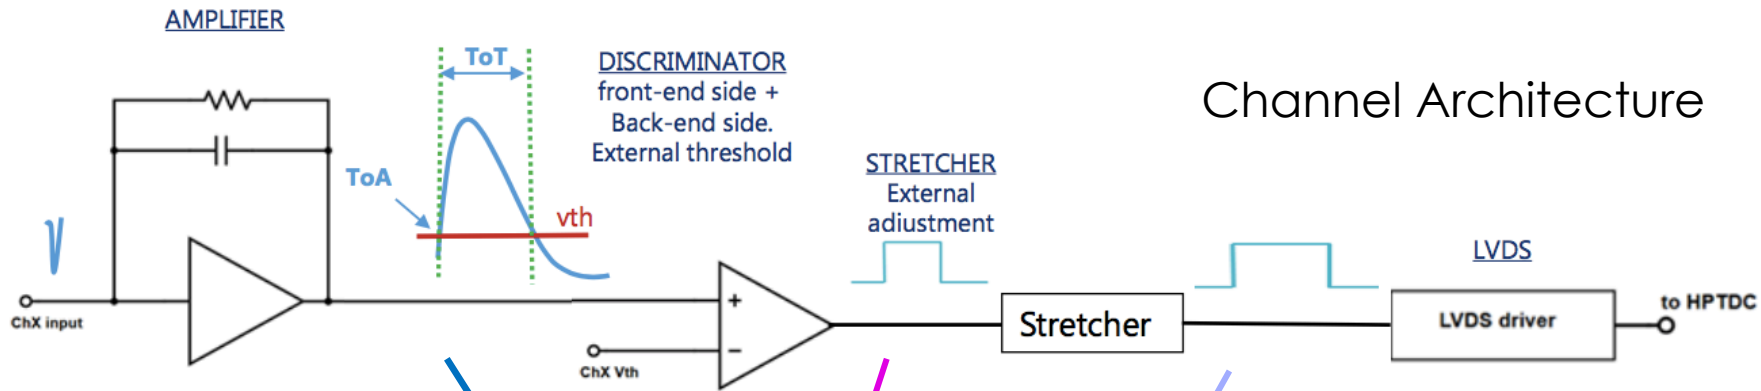 AMPLIFIER
ToT
DISCRIMINATOR
front-end side +
Back-end side.
External threshold
Channel Architecture
ToA
vth
STRETCHER
External
adiustment
LVDS
ChX input
+
−
ChX Vth
Stretcher
LVDS driver
to HPTDC